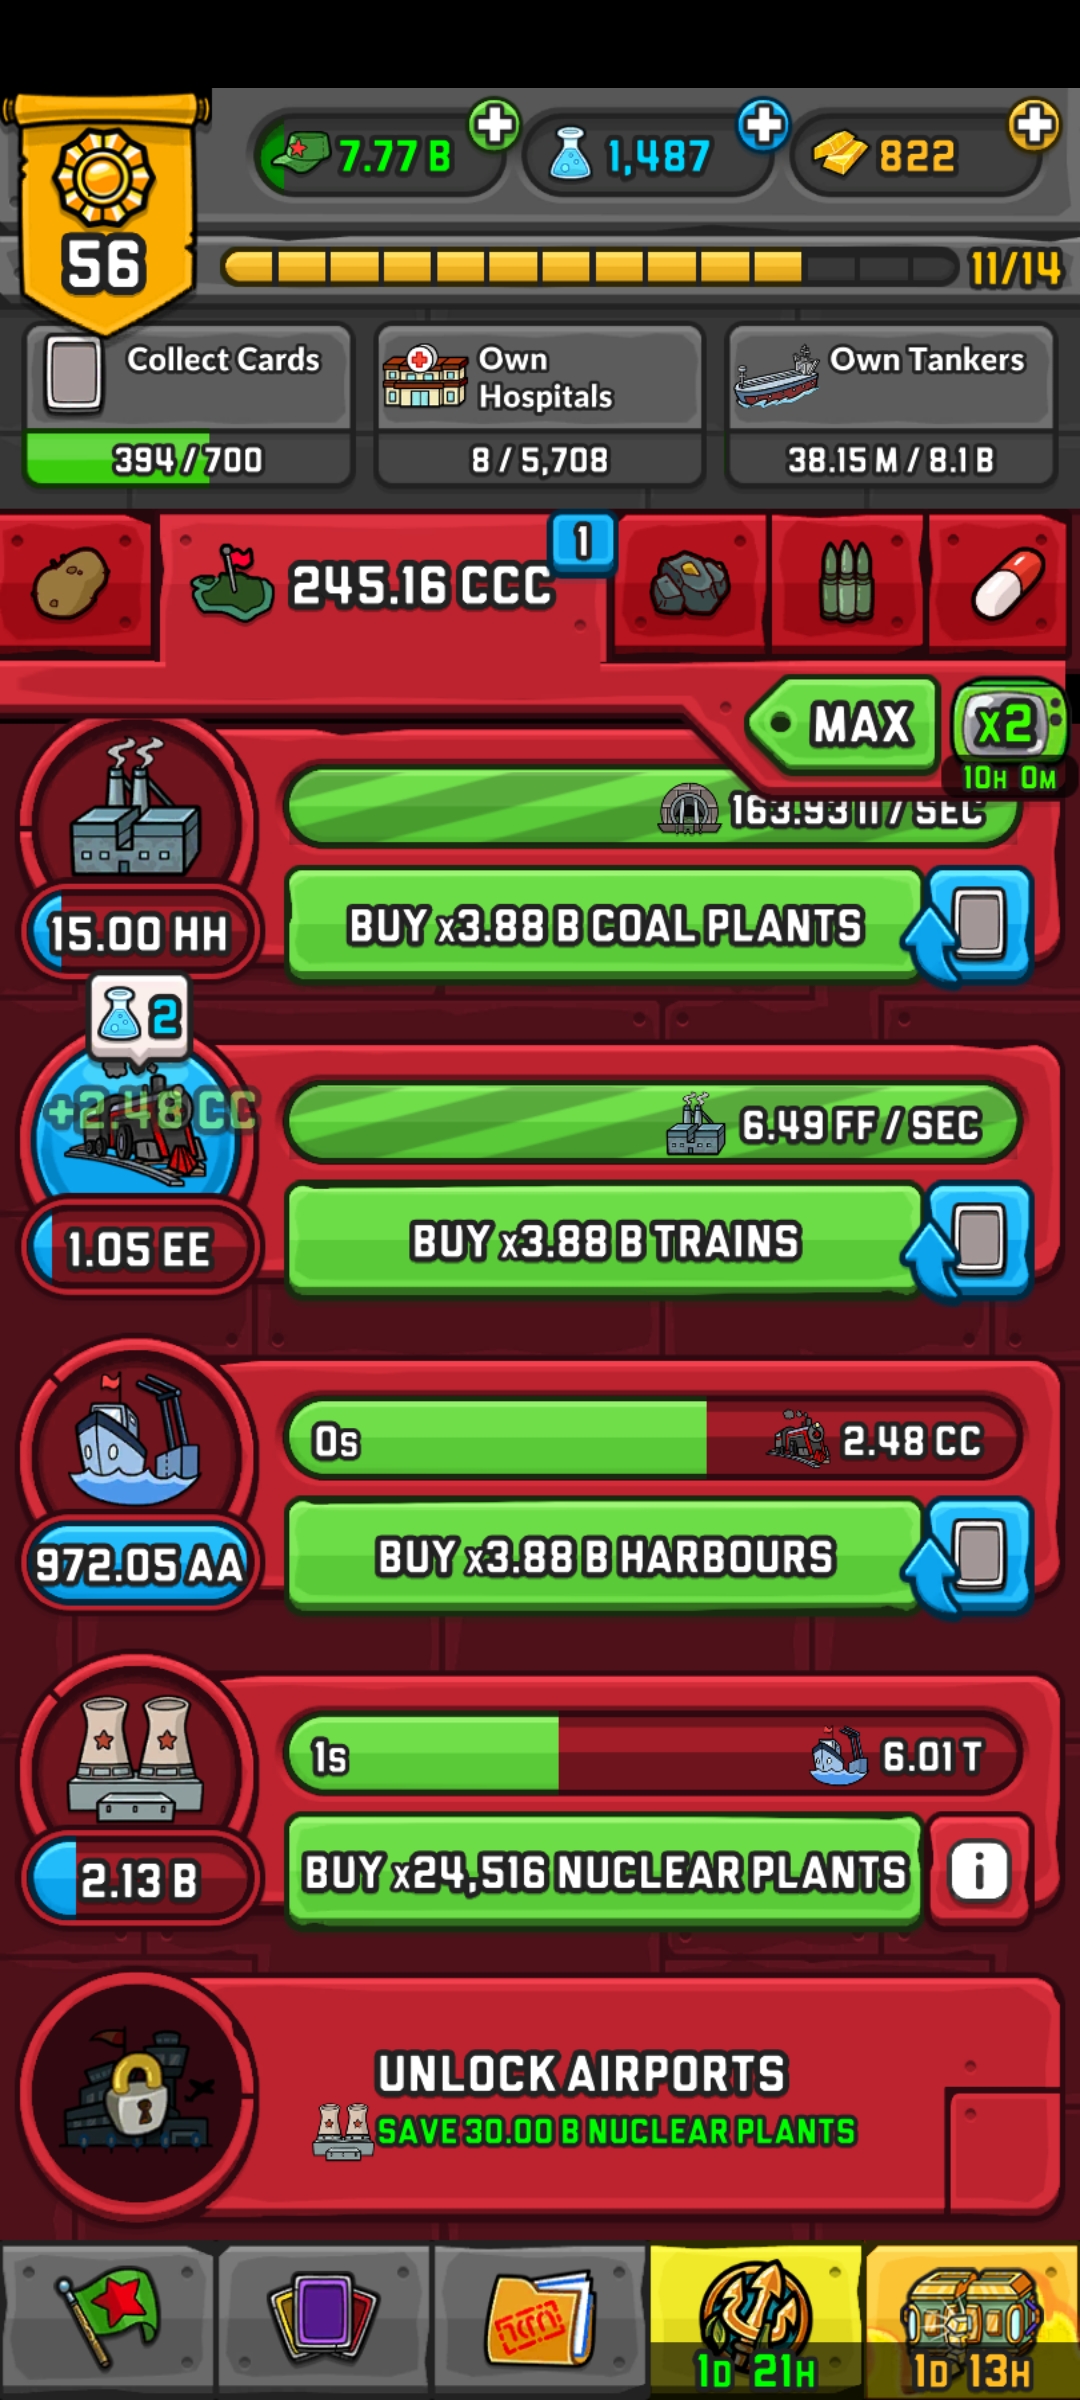 7.77 B
1,487
822
56
11/14
Collect Cards
394 / 700
Own
Hospitals
8 / 5,708
Own Tankers
38.15 M / 8.1 B
245.16 CCC
1
MAX
x2
10H 0M
163.93 II / SEC
15.00 HH
BUY x3.88 B COAL PLANTS
2
+2.48 CC
6.49 FF / SEC
1.05 EE
BUY x3.88 B TRAINS
0s
2.48 CC
972.05 AA
BUY x3.88 B HARBOURS
1s
6.01 T
2.13 B
BUY x24,516 NUCLEAR PLANTS
i
UNLOCK AIRPORTS
SAVE 30.00 B NUCLEAR PLANTS
1D 21H
1D 13H